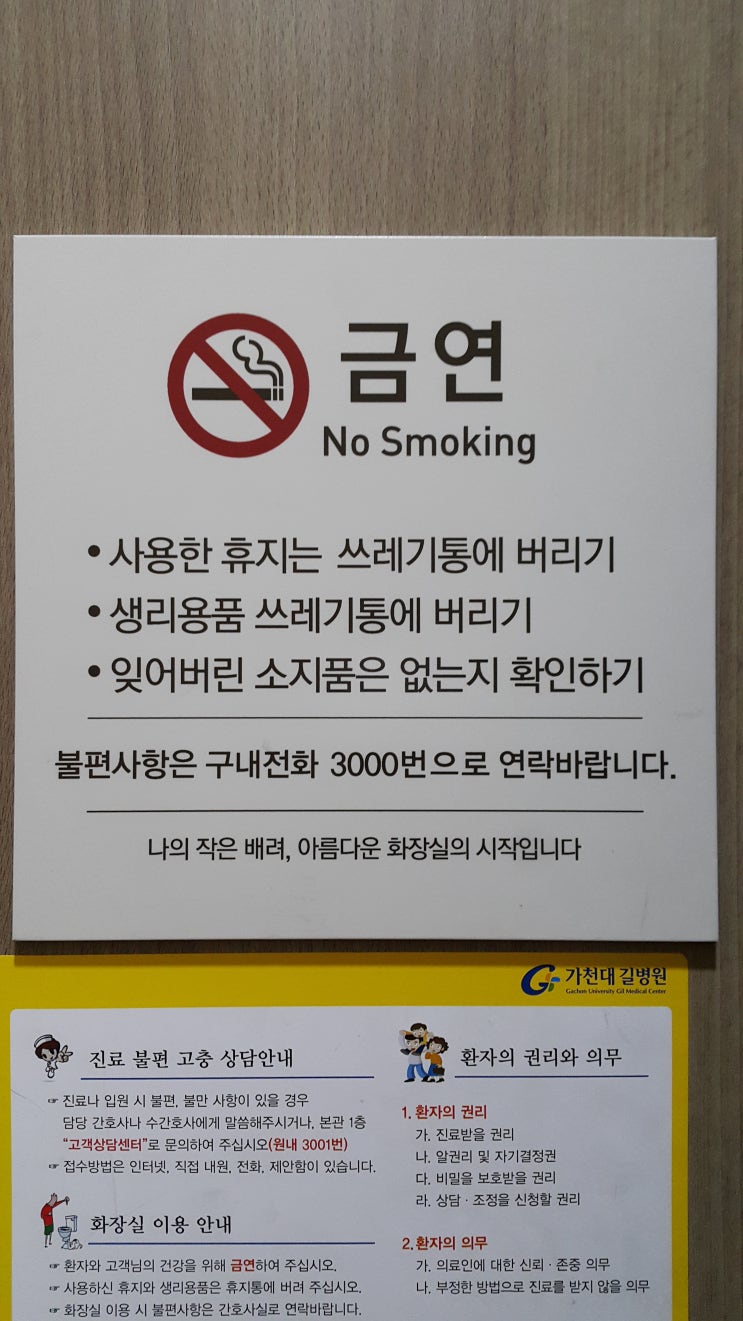 금연
No Smoking
• 사용한 휴지는 쓰레기통에 버리기
• 생리용품 쓰레기통에 버리기
• 잊어버린 소지품은 없는지 확인하기
불편사항은 구내전화 3000번으로 연락바랍니다.
나의 작은 배려, 아름다운 화장실의 시작입니다
가천대 길병원
Gachon University Gil Medical Center
진료 불편 고충 상담안내
☞ 진료나 입원 시 불편, 불만 사항이 있을 경우
담당 간호사나 수간호사에게 말씀해주시거나, 본관 1층
“고객상담센터”로 문의하여 주십시오(원내 3001번)
☞ 접수방법은 인터넷, 직접 내원, 전화, 제안함이 있습니다.
화장실 이용 안내
☞ 환자와 고객님의 건강을 위해 금연하여 주십시오.
☞ 사용하신 휴지와 생리용품은 휴지통에 버려 주십시오.
☞ 화장실 이용 시 불편사항은 간호사실로 연락바랍니다.
환자의 권리와 의무
1. 환자의 권리
가. 진료받을 권리
나. 알권리 및 자기결정권
다. 비밀을 보호받을 권리
라. 상담 · 조정을 신청할 권리
2. 환자의 의무
가. 의료인에 대한 신뢰 · 존중 의무
나. 부정한 방법으로 진료를 받지 않을 의무